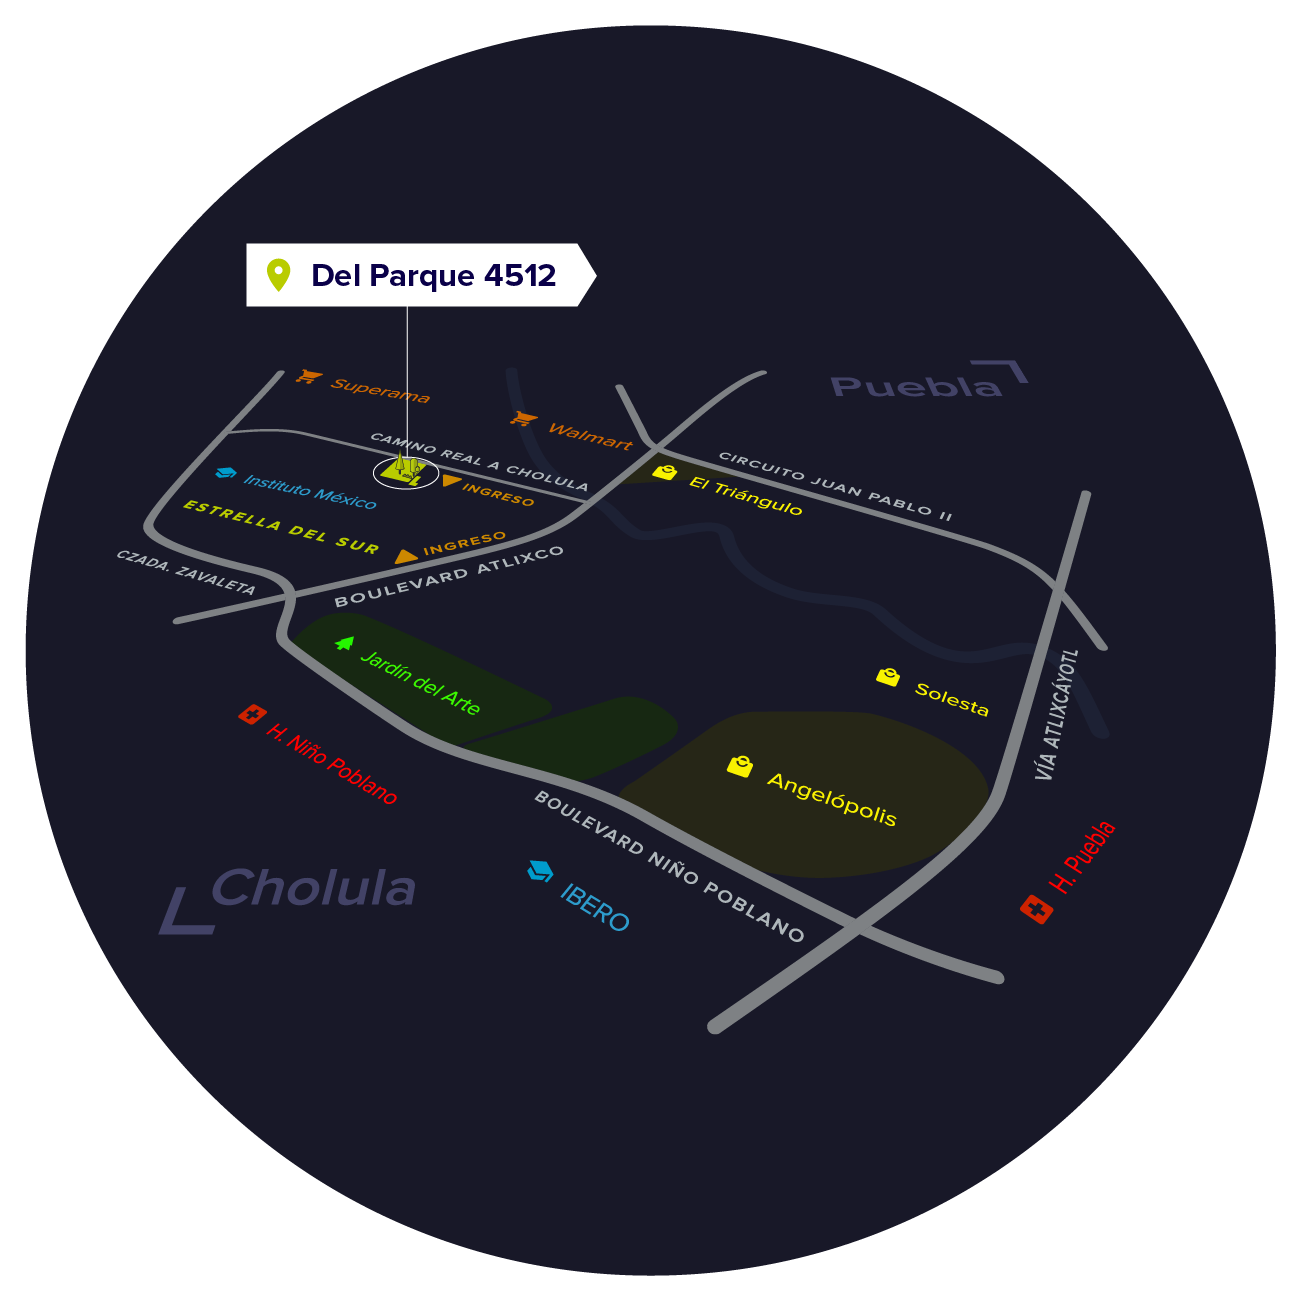 Del Parque 4512
Puebla
Superama
Walmart
CAMINO REAL A CHOLULA
CIRCUITO JUAN PABLO II
El Triángulo
Instituto México
INGRESO
ESTRELLA DEL SUR
INGRESO
CZADA. ZAVALETA
BOULEVARD ATLIXCO
Jardín del Arte
Solesta
VÍA ATLIXCÁYOTL
H. Niño Poblano
Angelópolis
BOULEVARD NIÑO POBLANO
H. Puebla
Cholula
IBERO